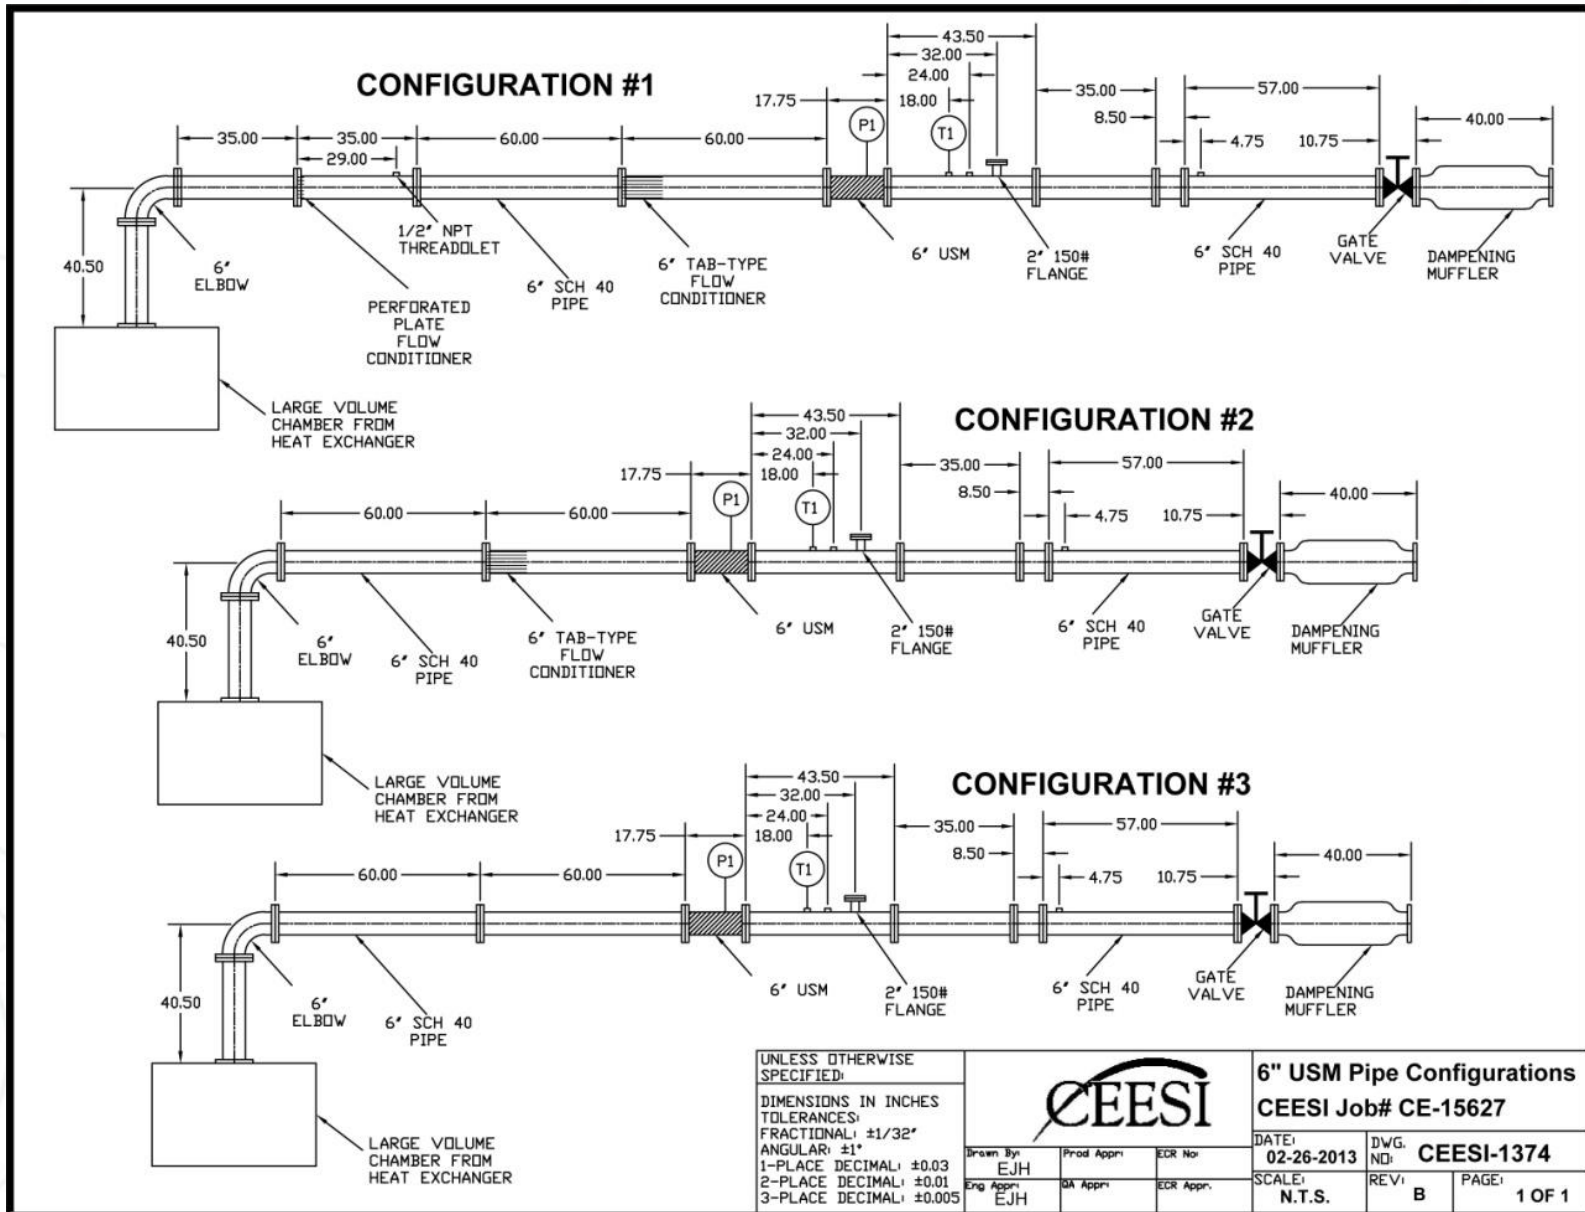 CONFIGURATION #1
43.50
32.00
24.00
18.00
17.75
35.00
8.50
57.00
4.75
10.75
40.00
P1
T1
35.00
35.00
60.00
60.00
29.00
40.50
6"
ELBOW
1/2" NPT
THREADOLET
PERFORATED
PLATE
FLOW
CONDITIONER
6" SCH 40
PIPE
6" TAB-TYPE
FLOW
CONDITIONER
6" USM
2" 150#
FLANGE
6" SCH 40
PIPE
GATE
VALVE
DAMPENING
MUFFLER
LARGE VOLUME
CHAMBER FROM
HEAT EXCHANGER
CONFIGURATION #2
43.50
32.00
24.00
18.00
17.75
35.00
8.50
57.00
4.75
10.75
40.00
P1
T1
60.00
60.00
40.50
6"
ELBOW
6" SCH 40
PIPE
6" TAB-TYPE
FLOW
CONDITIONER
6" USM
2" 150#
FLANGE
6" SCH 40
PIPE
GATE
VALVE
DAMPENING
MUFFLER
LARGE VOLUME
CHAMBER FROM
HEAT EXCHANGER
CONFIGURATION #3
43.50
32.00
24.00
18.00
17.75
35.00
8.50
57.00
4.75
10.75
40.00
P1
T1
60.00
60.00
40.50
6"
ELBOW
6" SCH 40
PIPE
6" USM
2" 150#
FLANGE
6" SCH 40
PIPE
GATE
VALVE
DAMPENING
MUFFLER
LARGE VOLUME
CHAMBER FROM
HEAT EXCHANGER
UNLESS OTHERWISE
SPECIFIED:
DIMENSIONS IN INCHES
TOLERANCES:
FRACTIONAL: ±1/32"
ANGULAR: ±1°
1-PLACE DECIMAL: ±0.03
2-PLACE DECIMAL: ±0.01
3-PLACE DECIMAL: ±0.005
CEESI
Drawn By: EJH
Prod Appr:
ECR No:
Eng Appr: EJH
QA Appr:
ECR Appr.
6" USM Pipe Configurations
CEESI Job# CE-15627
DATE: 02-26-2013
DWG. NO: CEESI-1374
SCALE: N.T.S.
REV: B
PAGE: 1 OF 1